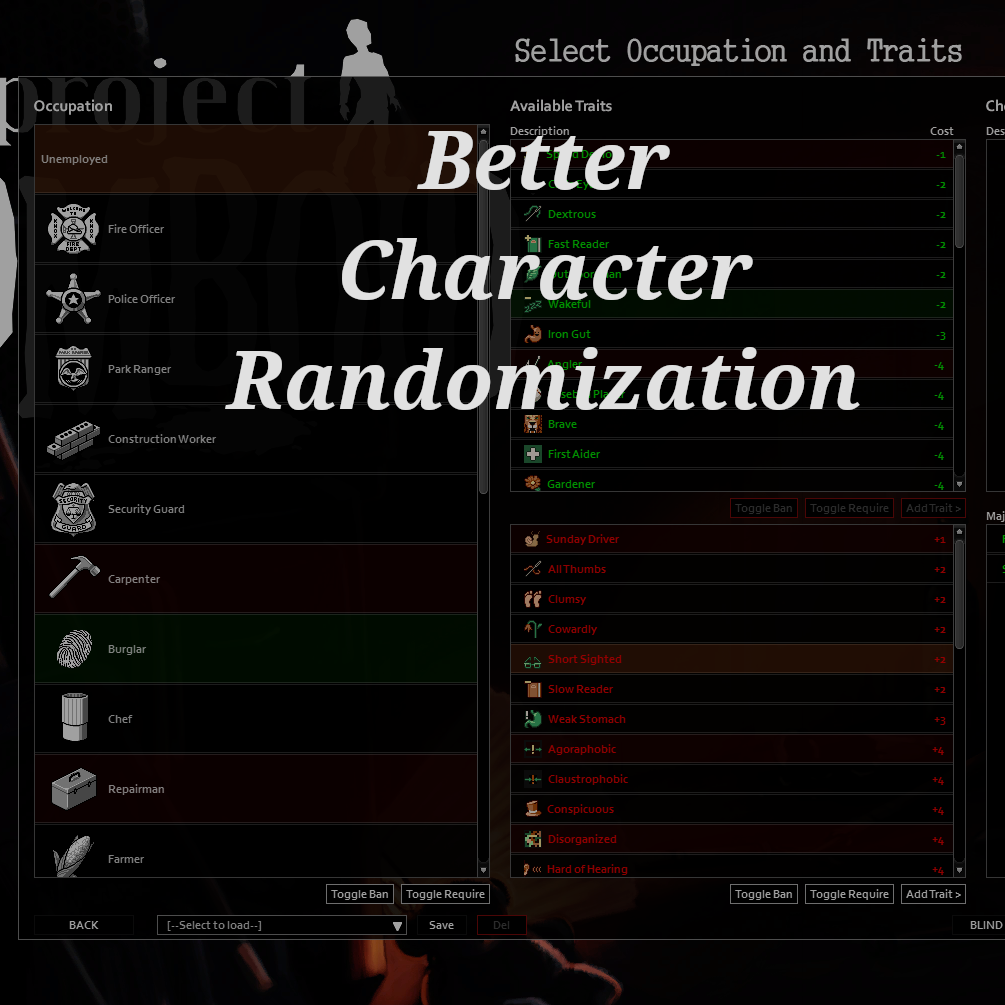 Select Occupation and Traits
project
Occupation
Unemployed
Fire Officer
Police Officer
Park Ranger
Construction Worker
Security Guard
Carpenter
Burglar
Chef
Repairman
Farmer
Toggle Ban
Toggle Require
Better
Character
Randomization
Available Traits
Description
Cost
-1
-2
Dextrous
-2
Fast Reader
-2
-2
Wakeful
-2
Iron Gut
-3
Angler
-4
-4
Brave
-4
First Aider
-4
Gardener
-4
Toggle Ban
Toggle Require
Add Trait >
Sunday Driver
+1
All Thumbs
+2
Clumsy
+2
Cowardly
+2
Short Sighted
+2
Slow Reader
+2
Weak Stomach
+3
Agoraphobic
+4
Claustrophobic
+4
Conspicuous
+4
Disorganized
+4
Hard of Hearing
+4
Toggle Ban
Toggle Require
Add Trait >
Ch
Des
Maj
BACK
[--Select to load--]
Save
Del
BLIND